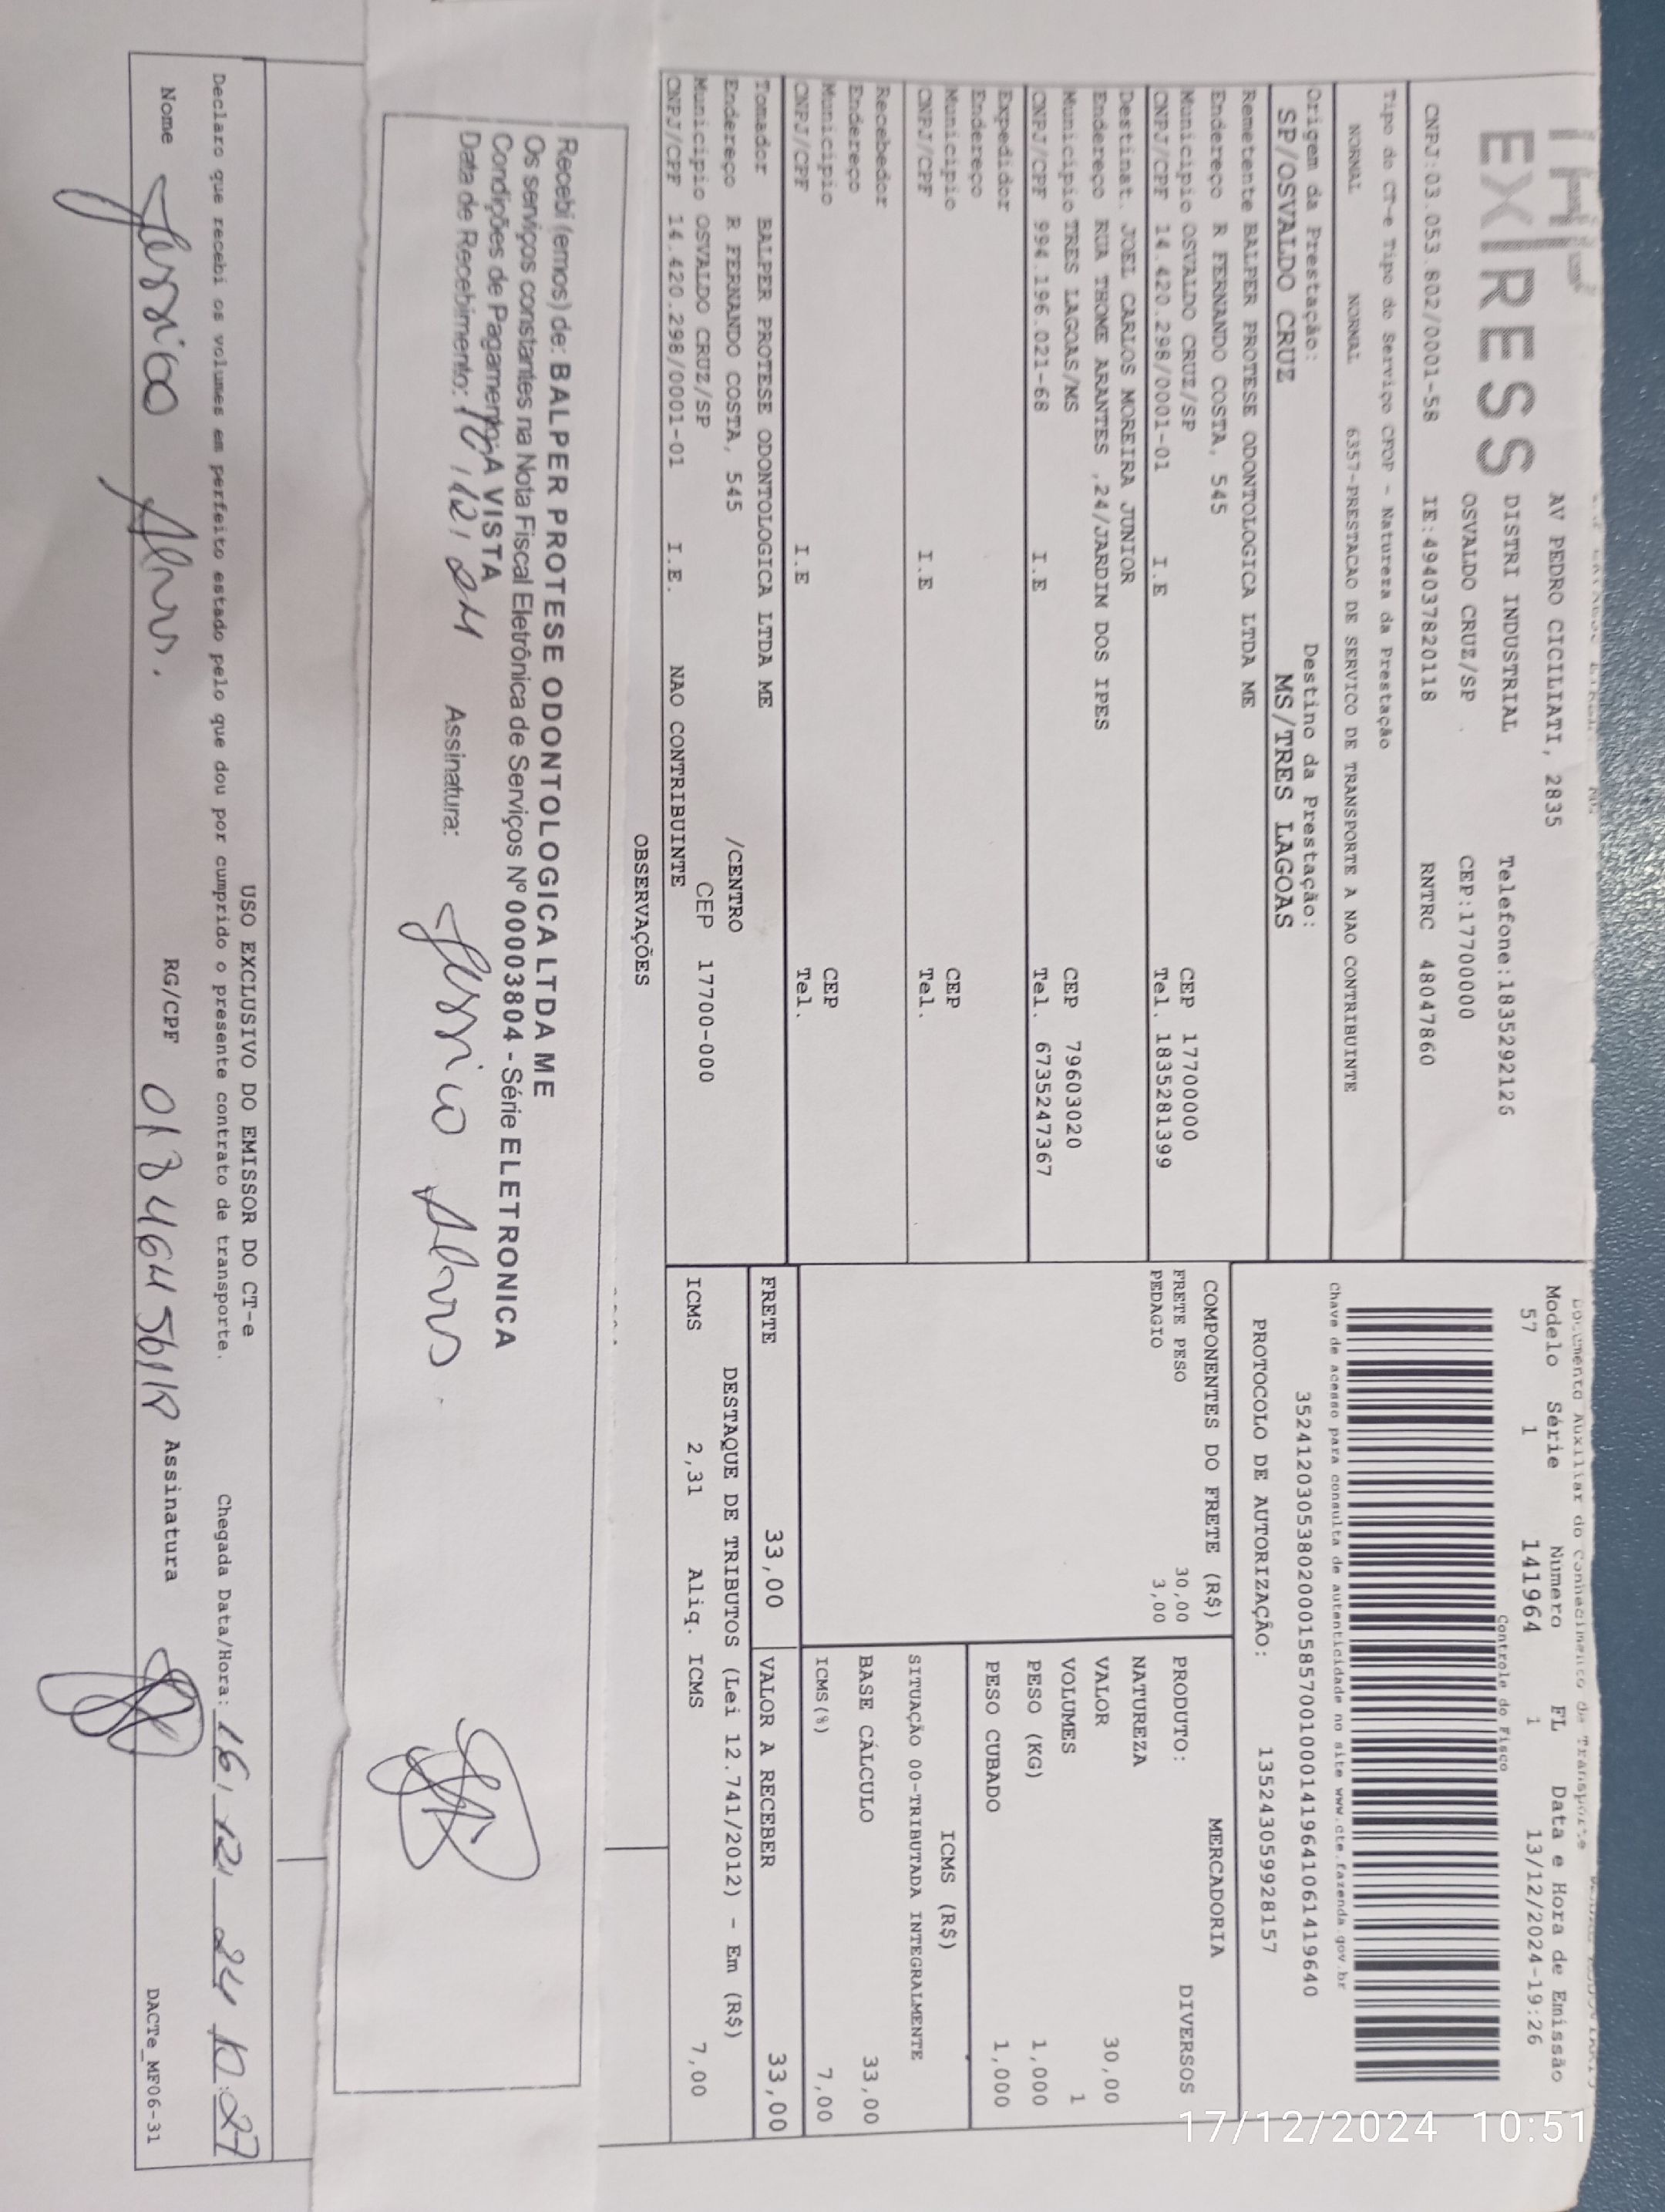 EXPRESS
AV PEDRO CICILIATI, 2835
DISTRI INDUSTRIAL Telefone:1835292126
OSVALDO CRUZ/SP CEP:17700000
CNPJ:03.053.802/0001-58 IE:494037820118 RNTRC 48047860
Tipo do CT-e Tipo do Serviço CFOP - Natureza da Prestação
NORMAL NORMAL 6357-PRESTACAO DE SERVICO DE TRANSPORTE A NAO CONTRIBUINTE
Origem da Prestação: Destino da Prestação:
SP/OSVALDO CRUZ MS/TRES LAGOAS
Documento Auxiliar do Conhecimento de Transporte
Modelo Série Número FL Data e Hora de Emissão
57 1 141964 1 13/12/2024-19:26
Controle do Fisco
Chave de acesso para consulta de autenticidade no site www.cte.fazenda.gov.br
35241203053802000158570010001419641061419640
PROTOCOLO DE AUTORIZAÇÃO: 135243059928157
Remetente BALPER PROTESE ODONTOLOGICA LTDA ME
Endereço R FERNANDO COSTA, 545
Município OSVALDO CRUZ/SP CEP 17700000
CNPJ/CPF 14.420.298/0001-01 I.E Tel. 1835281399
Destinat. JOEL CARLOS MOREIRA JUNIOR
Endereço RUA THOME ARANTES ,24/JARDIM DOS IPES
Município TRES LAGOAS/MS CEP 79603020
CNPJ/CPF 994.196.021-68 I.E Tel. 6735247367
Expedidor
Endereço
Município CEP
CNPJ/CPF I.E Tel.
Recebedor
Endereço
Município CEP
CNPJ/CPF I.E Tel.
Tomador BALPER PROTESE ODONTOLOGICA LTDA ME
Endereço R FERNANDO COSTA, 545 /CENTRO
Município OSVALDO CRUZ/SP CEP 17700-000
CNPJ/CPF 14.420.298/0001-01 I.E. NAO CONTRIBUINTE
COMPONENTES DO FRETE (R$)
FRETE PESO 30,00
PEDAGIO 3,00
MERCADORIA
PRODUTO: DIVERSOS
NATUREZA
VALOR 30,00
VOLUMES 1
PESO (KG) 1,000
PESO CUBADO 1,000
ICMS (R$)
SITUAÇÃO 00-TRIBUTADA INTEGRALMENTE
BASE CÁLCULO 33,00
ICMS(%) 7,00
FRETE 33,00 VALOR A RECEBER 33,00
DESTAQUE DE TRIBUTOS (Lei 12.741/2012) - Em (R$)
ICMS 2,31 Aliq. ICMS 7,00
OBSERVAÇÕES
Recebi (emos) de: BALPER PROTESE ODONTOLOGICA LTDA ME
Os serviços constantes na Nota Fiscal Eletrônica de Serviços Nº 00003804 - Série ELETRONICA
Condições de Pagamento: A VISTA
Data de Recebimento: / 12 / 24 Assinatura:
USO EXCLUSIVO DO EMISSOR DO CT-e
Declaro que recebi os volumes em perfeito estado pelo que dou por cumprido o presente contrato de transporte. Chegada Data/Hora: 16/ 12/ 24 10:27
Nome RG/CPF Assinatura
DACTe_MF06-31
17/12/2024 10:51